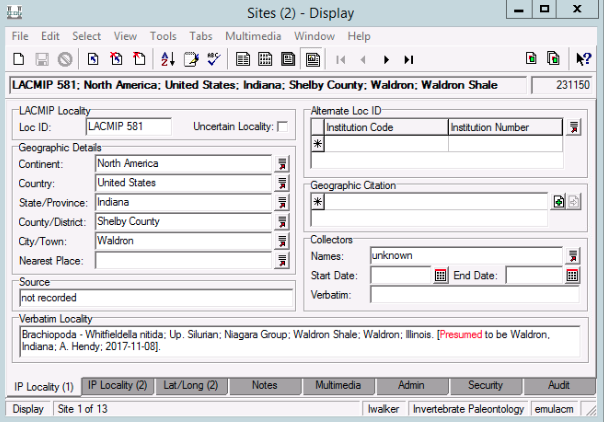 Sites (2) - Display
File Edit Select View Tools Tabs Multimedia Window Help
LACMIP 581; North America; United States; Indiana; Shelby County; Waldron; Waldron Shale 231150
LACMIP Locality
Loc ID: LACMIP 581 Uncertain Locality:
Geographic Details
Continent: North America
Country: United States
State/Province: Indiana
County/District: Shelby County
City/Town: Waldron
Nearest Place:
Source
not recorded
Alternate Loc ID
Institution Code Institution Number
Geographic Citation
Collectors
Names: unknown
Start Date: End Date:
Verbatim:
Verbatim Locality
Brachiopoda - Whitfieldella nitida; Up. Silurian; Niagara Group; Waldron Shale; Waldron; Illinois. [Presumed to be Waldron,
Indiana; A. Hendy; 2017-11-08].
IP Locality (1) IP Locality (2) Lat/Long (2) Notes Multimedia Admin Security Audit
Display Site 1 of 13 lwalker Invertebrate Paleontology emulacm